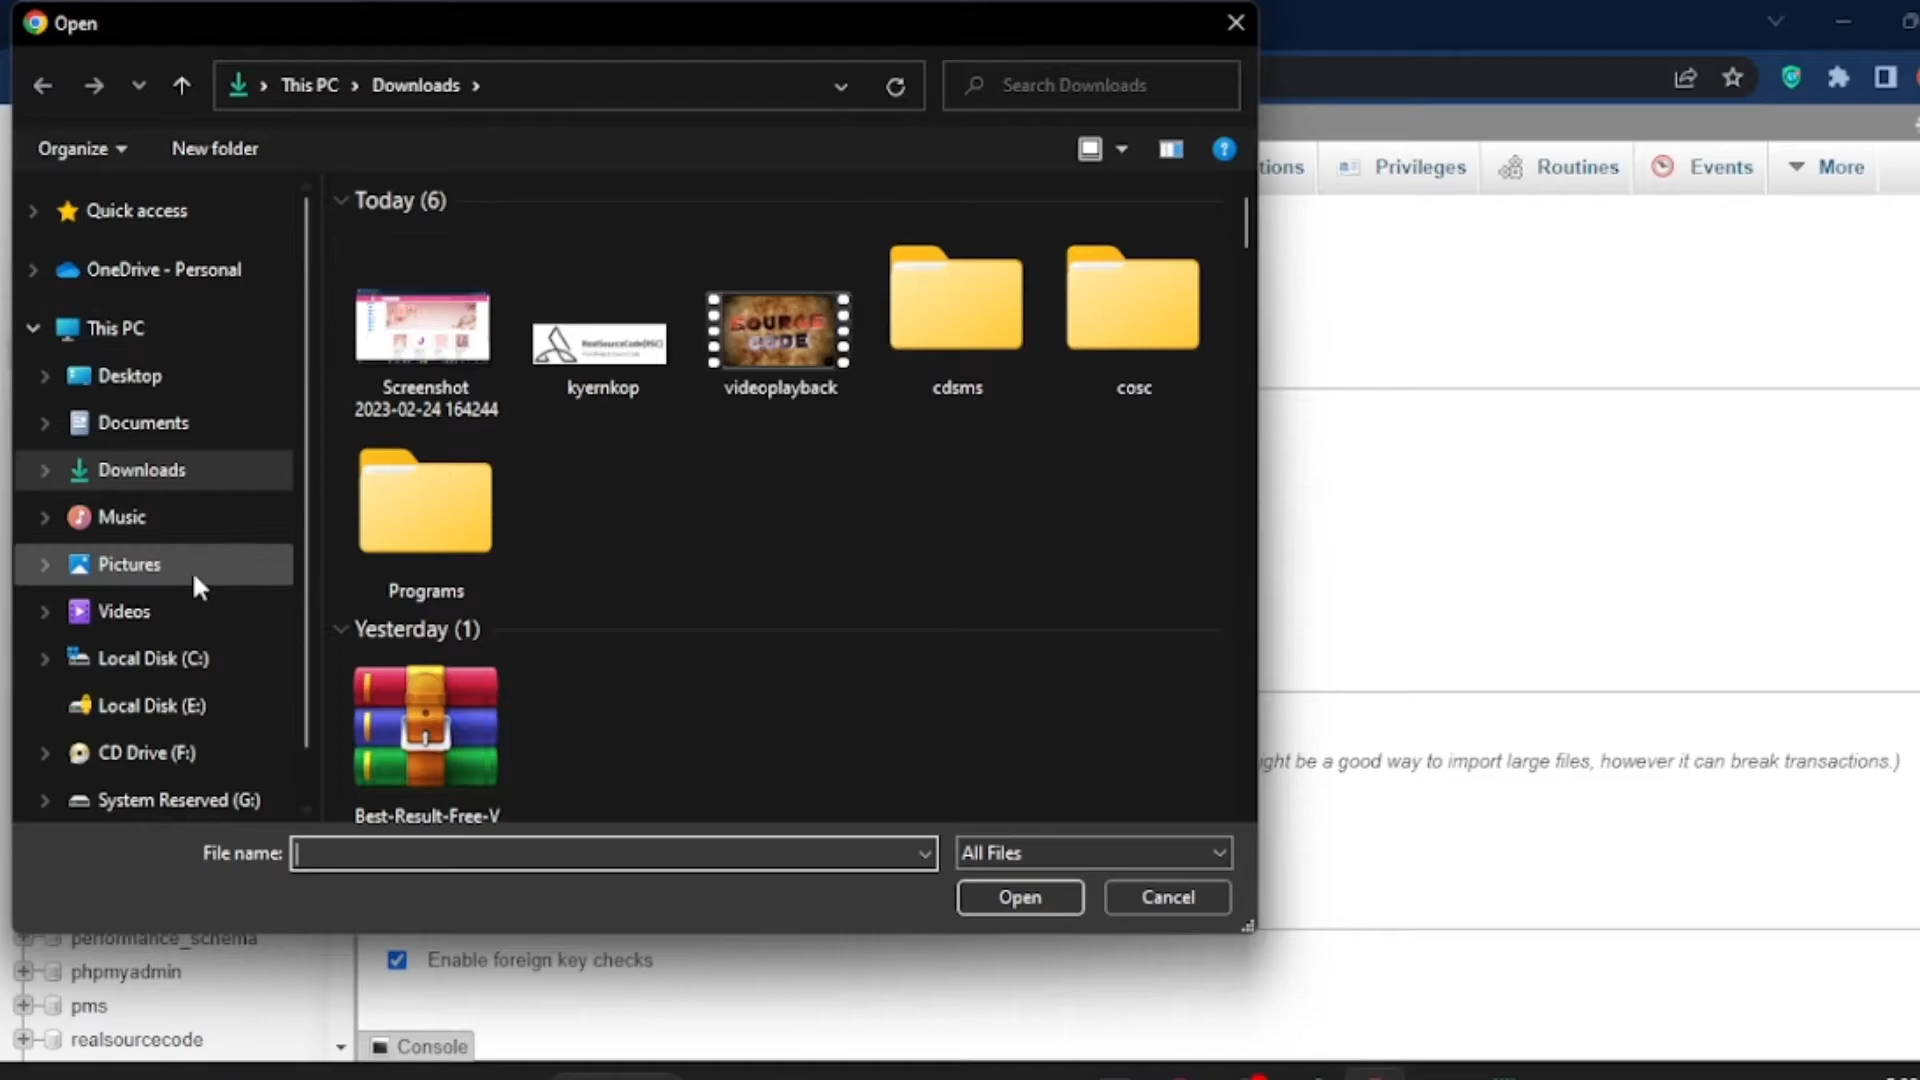 Open
This PC > Downloads >
Search Downloads
Organize
New folder
tions
Privileges
Routines
Events
More
Quick access
OneDrive - Personal
This PC
Desktop
Documents
Downloads
Music
Pictures
Videos
Local Disk (C:)
Local Disk (E:)
CD Drive (F:)
System Reserved (G:)
Today (6)
SOURCE
CODE
Screenshot
2023-02-24 164244
kyernkop
videoplayback
cdsms
cosc
Programs
Yesterday (1)
Best-Result-Free-V
ight be a good way to import large files, however it can break transactions.)
File name:
All Files
Open
Cancel
performance_schema
phpmyadmin
pms
realsourcecode
Enable foreign key checks
Console